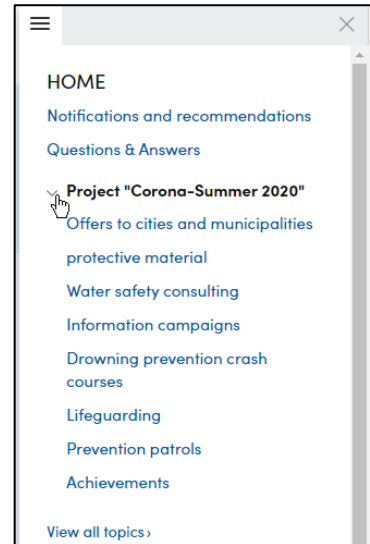 HOME
Notifications and recommendations
Questions & Answers
Project "Corona-Summer 2020"
Offers to cities and municipalities
protective material
Water safety consulting
Information campaigns
Drowning prevention crash
courses
Lifeguarding
Prevention patrols
Achievements
View all topics ›